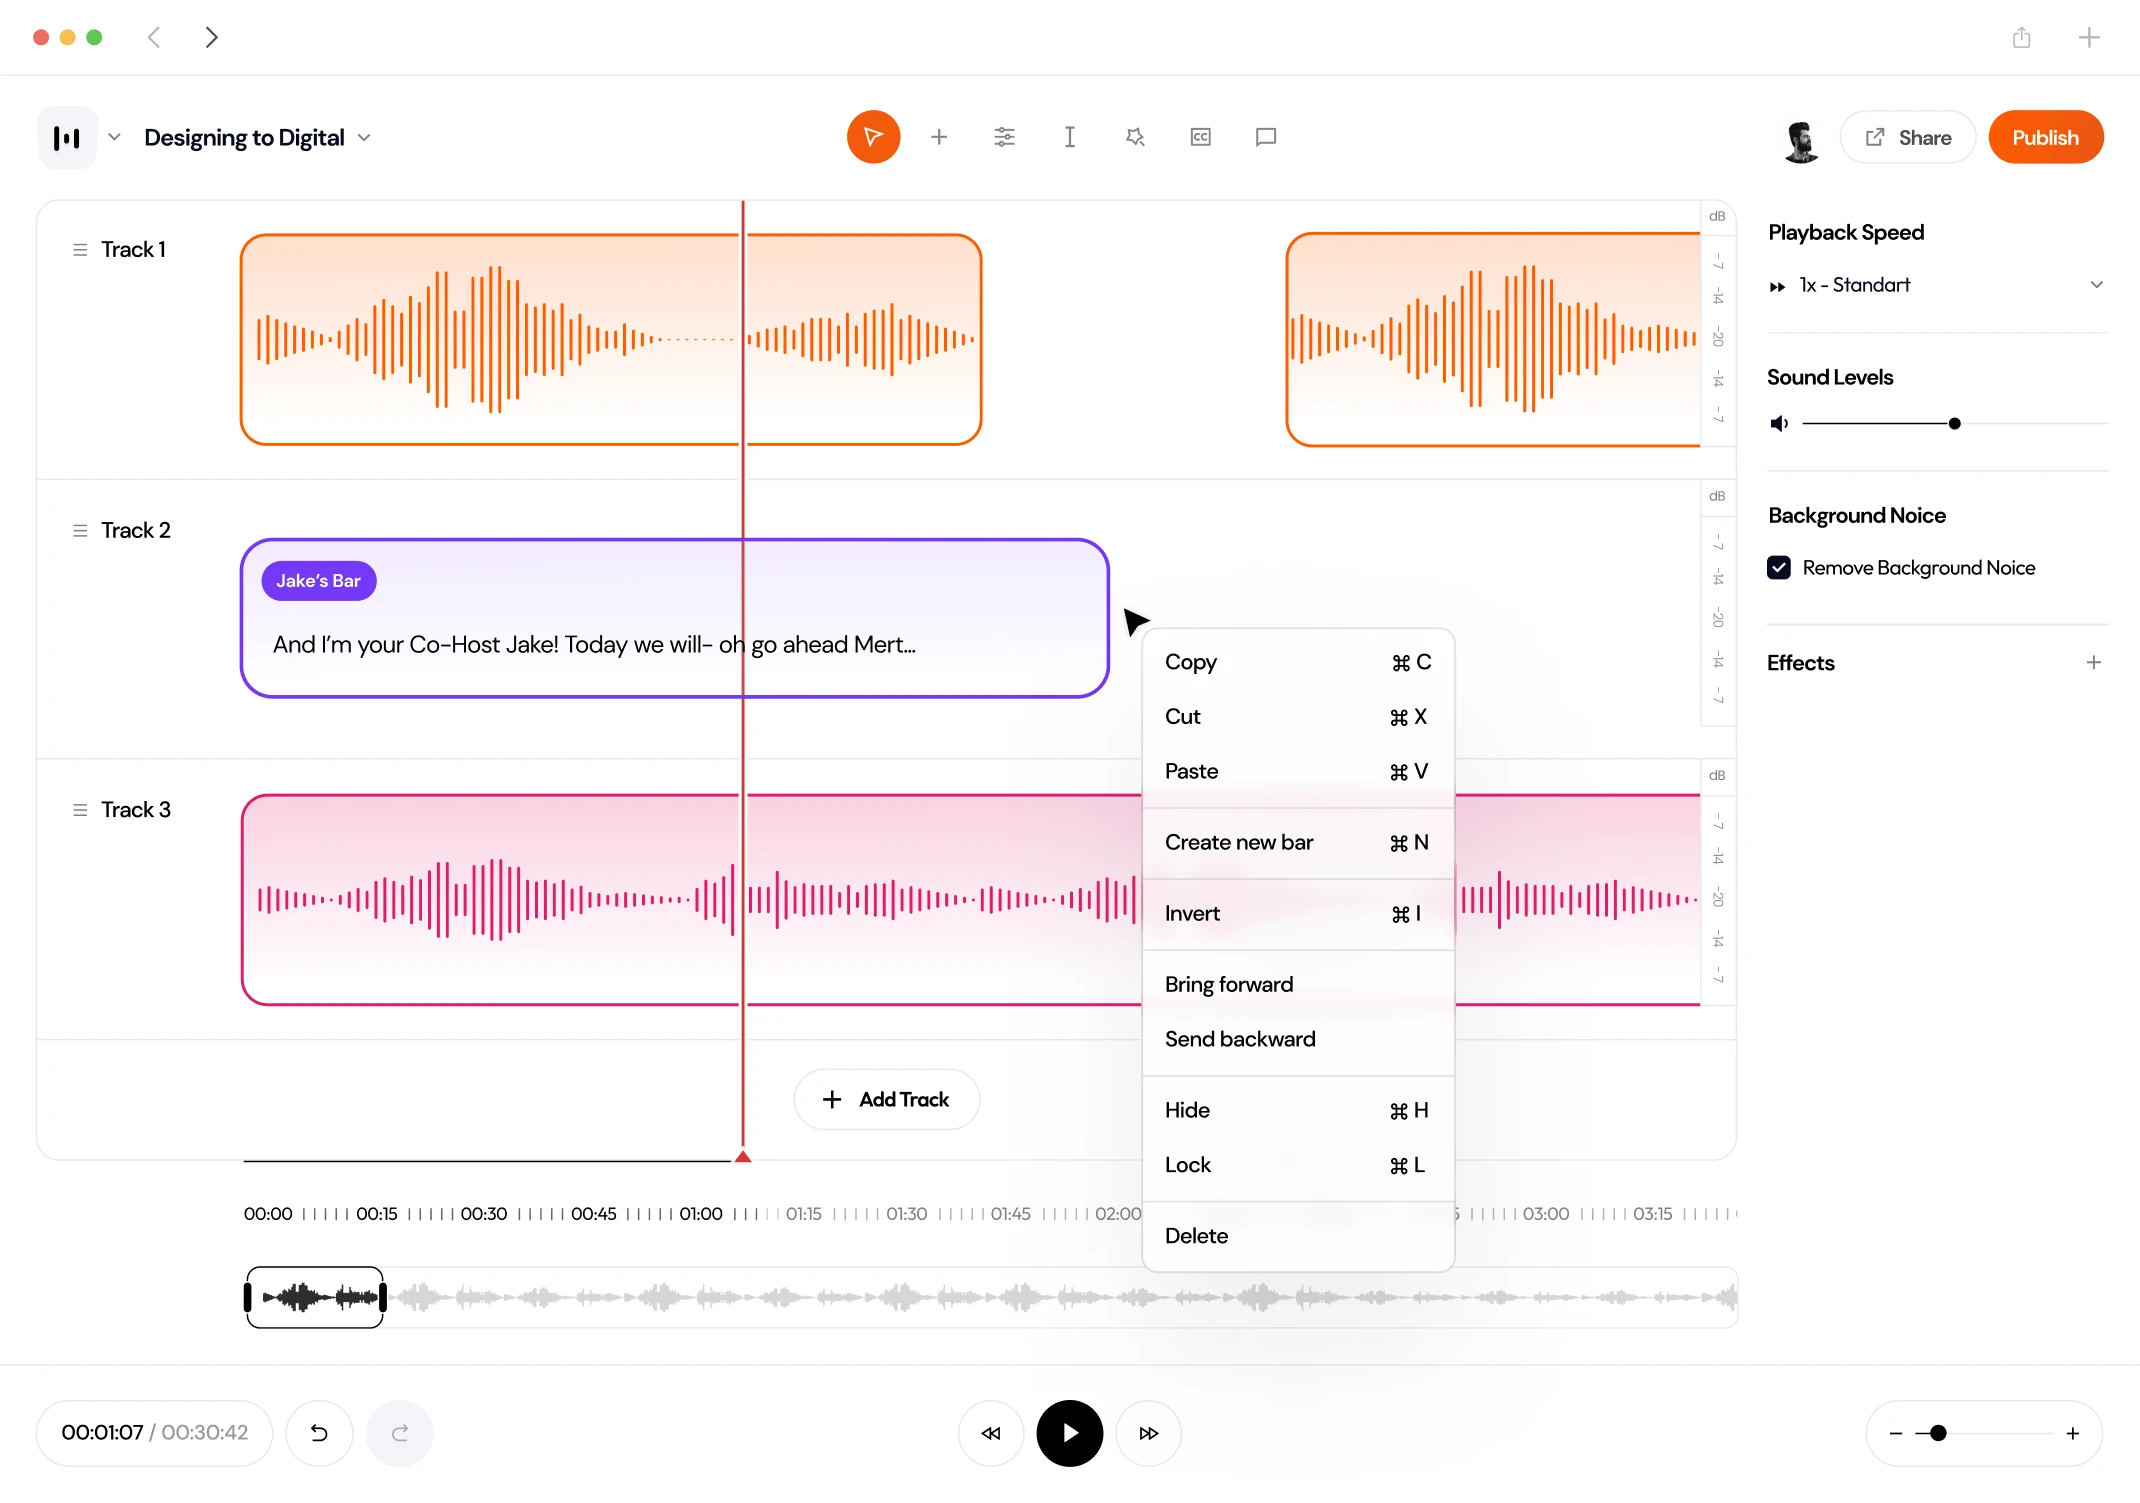 Designing to Digital
CC
Share
Publish
Track 1
dB
-7
-14
-20
-14
-7
Playback Speed
1x - Standart
Sound Levels
Track 2
Jake's Bar
And I'm your Co-Host Jake! Today we will- oh go ahead Mert...
dB
-7
-14
-20
-14
-7
Background Noice
Remove Background Noice
Effects
Copy ⌘ C
Cut ⌘ X
Paste ⌘ V
Create new bar ⌘ N
Invert ⌘ I
Bring forward
Send backward
Hide ⌘ H
Lock ⌘ L
Delete
Track 3
dB
-7
-14
-20
-14
-7
Add Track
00:00 00:15 00:30 00:45 01:00 01:15 01:30 01:45 02:00 03:00 03:15
00:01:07 / 00:30:42